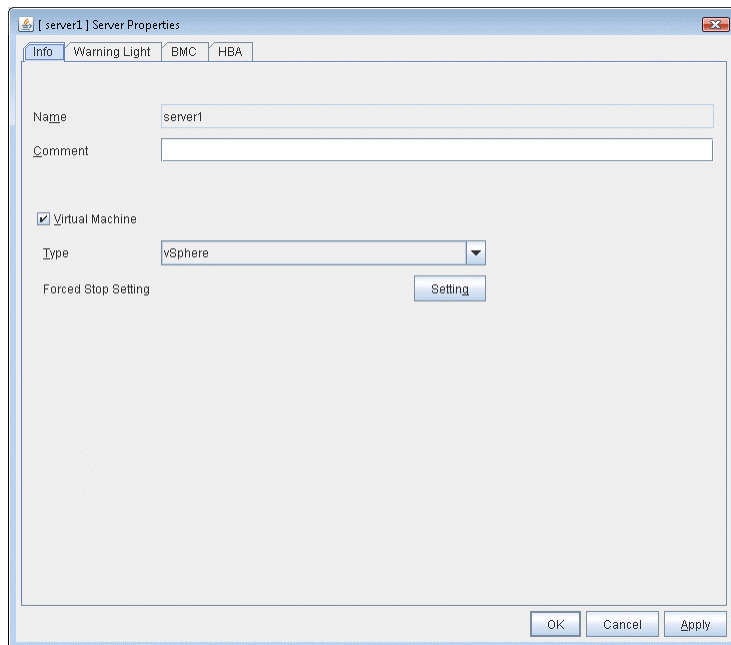 [ server1 ] Server Properties
Info Warning Light BMC HBA
Name server1
Comment
Virtual Machine
Type vSphere
Forced Stop Setting Setting
OK Cancel Apply